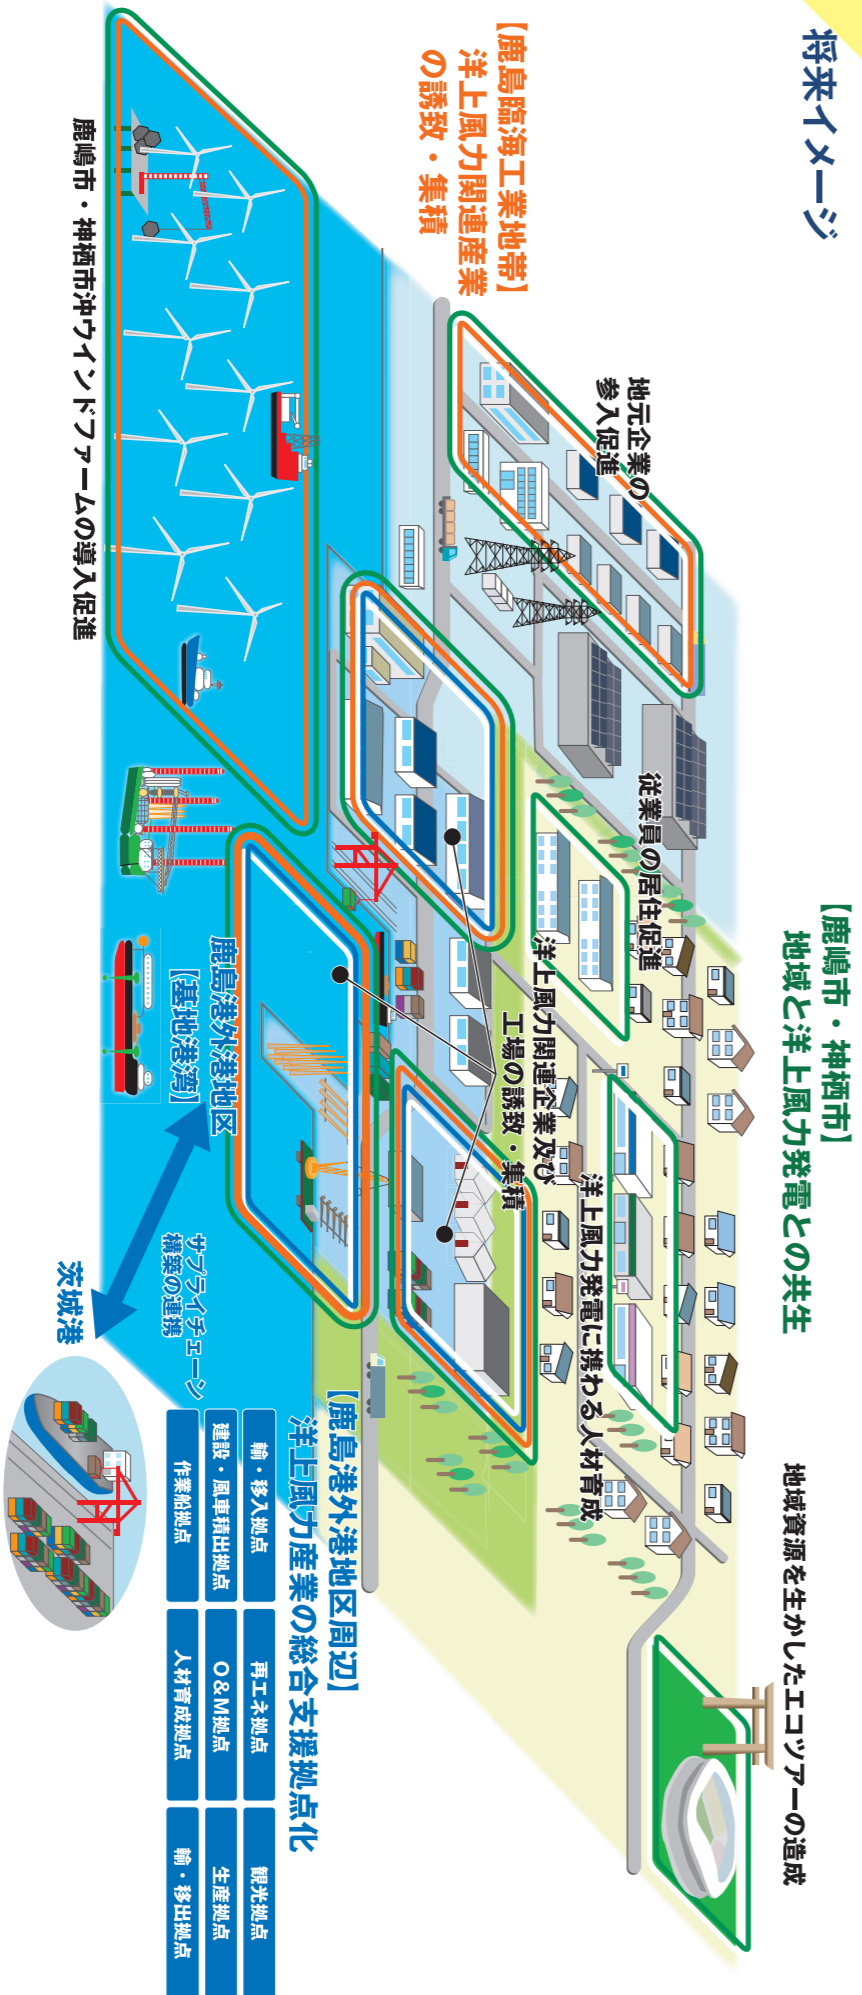 将来イメージ
【鹿嶋市・神栖市】
地域と洋上風力発電との共生
地域資源を生かしたエコツアーの造成
【鹿島臨海工業地帯】
洋上風力関連産業
の誘致・集積
地元企業の
参入促進
従業員の居住促進
洋上風力発電に携わる人材育成
洋上風力関連企業及び
工場の誘致・集積
鹿嶋市・神栖市沖ウインドファームの導入促進
鹿島港外港地区
【基地港湾】
サプライチェーン
構築の連携
茨城港
【鹿島港外港地区周辺】
洋上風力産業の総合支援拠点化
輸・移入拠点
再エネ拠点
観光拠点
建設・風車積出拠点
O&M拠点
生産拠点
作業船拠点
人材育成拠点
輸・移出拠点